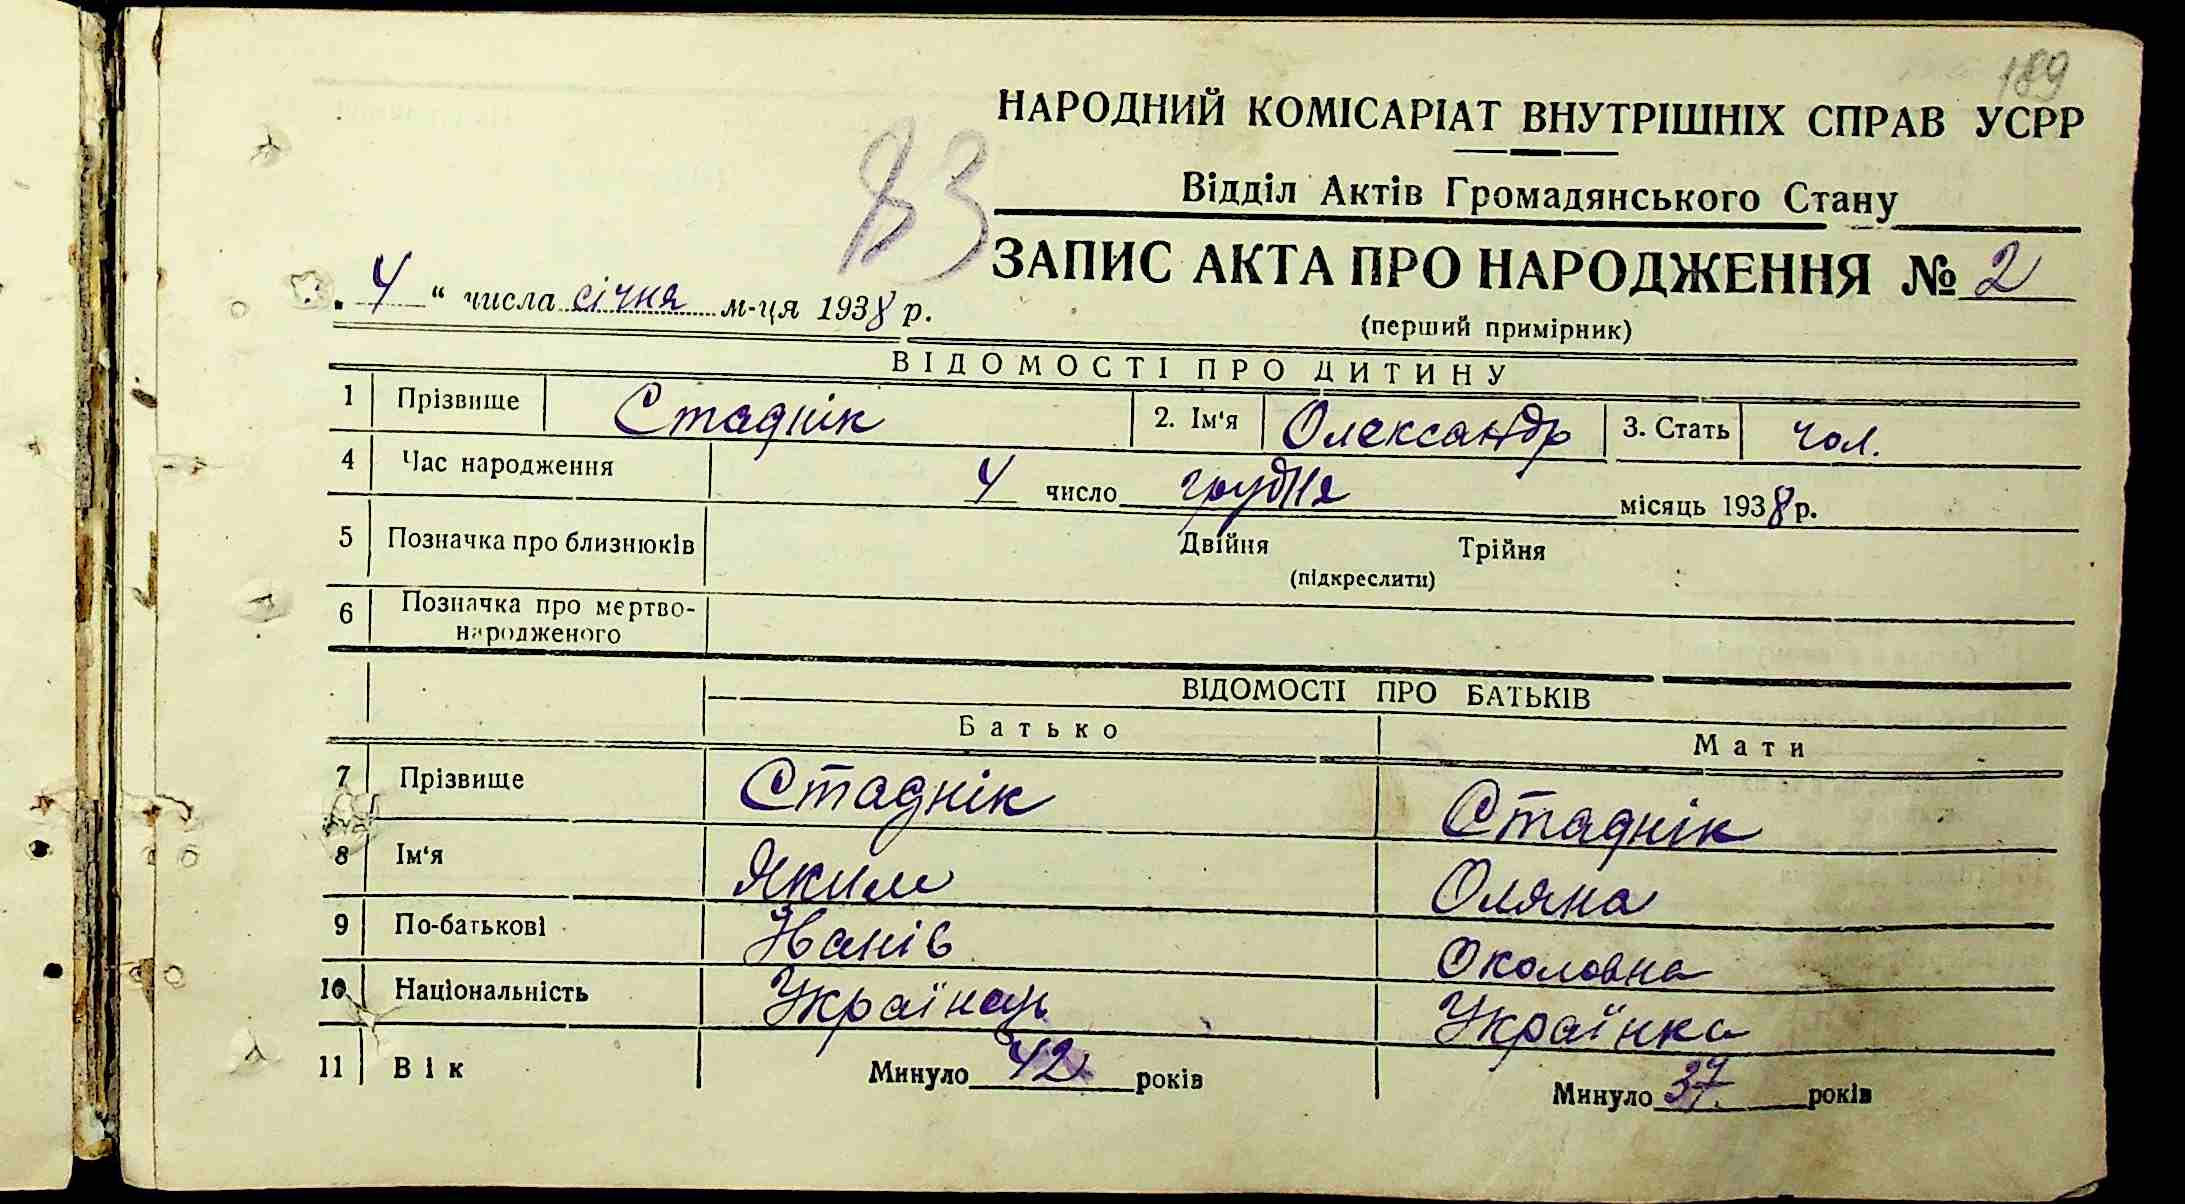 189
НАРОДНИЙ КОМІСАРІАТ ВНУТРІШНІХ СПРАВ УСРР
83
Відділ Актів Громадянського Стану
ЗАПИС АКТА ПРО НАРОДЖЕННЯ № 2
„ 4 “ числа січня м-ця 1938 р.
(перший примірник)
ВІДОМОСТІ ПРО ДИТИНУ
1 Прізвище Стаднік 2. Ім'я Олександр 3. Стать чол.
4 Час народження 4 число грудня місяць 1938 р.
5 Позначка про близнюків Двійня Трійня
(підкреслити)
6 Позначка про мертво-
народженого
ВІДОМОСТІ ПРО БАТЬКІВ
Батько Мати
7 Прізвище Стаднік Стаднік
8 Ім'я Яким Оляна
9 По-батькові Іванів Околовна
10 Національність Українець Українка
11 Вік Минуло 42 років Минуло 37 років